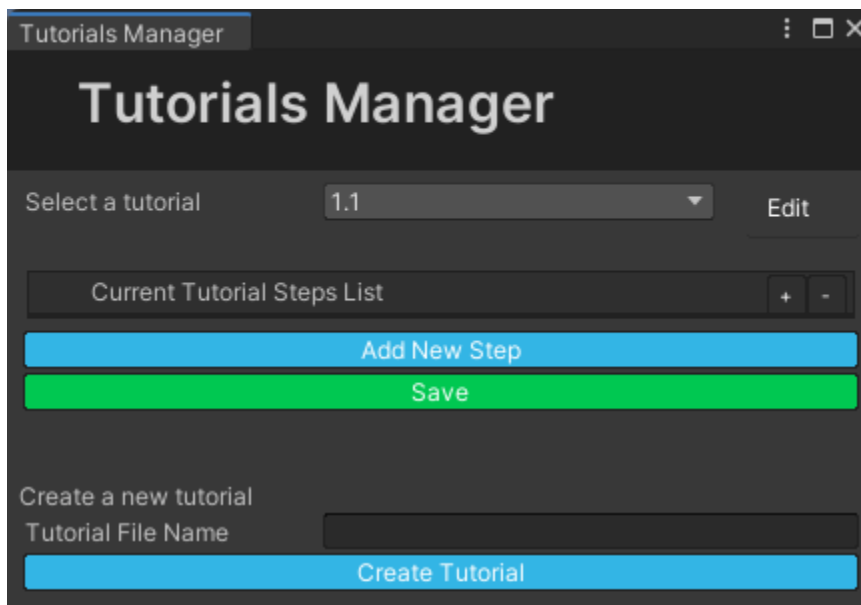 Tutorials Manager
Tutorials Manager
Select a tutorial 1.1 Edit
Current Tutorial Steps List + -
Add New Step
Save
Create a new tutorial
Tutorial File Name
Create Tutorial